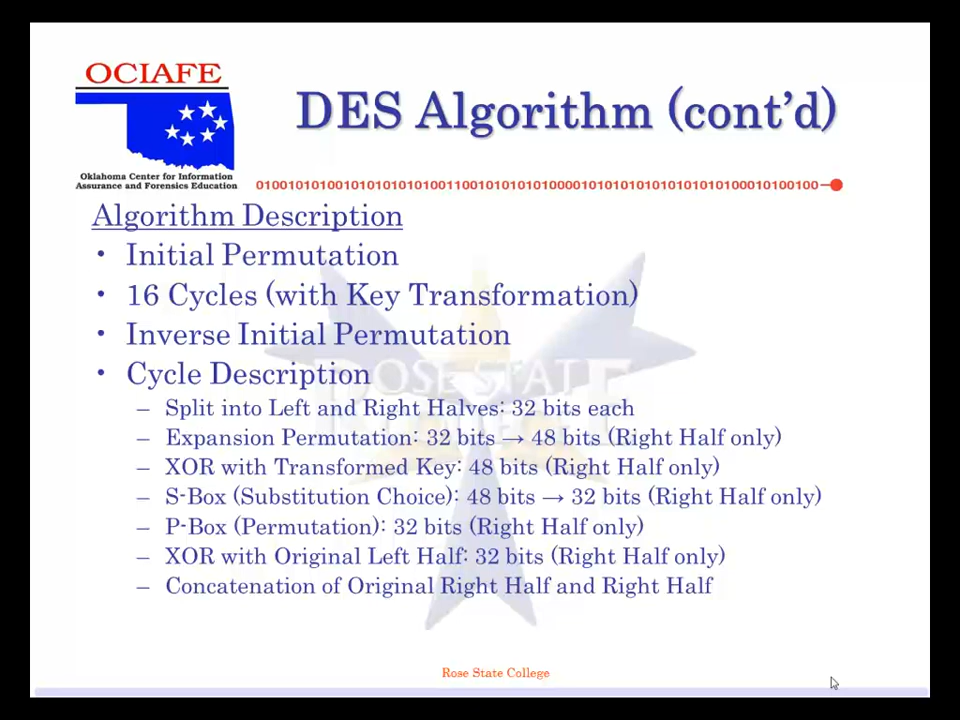 OCIAFE
Oklahoma Center for Information
Assurance and Forensics Education
DES Algorithm (cont’d)
Algorithm Description
• Initial Permutation
• 16 Cycles (with Key Transformation)
• Inverse Initial Permutation
• Cycle Description
– Split into Left and Right Halves: 32 bits each
– Expansion Permutation: 32 bits → 48 bits (Right Half only)
– XOR with Transformed Key: 48 bits (Right Half only)
– S-Box (Substitution Choice): 48 bits → 32 bits (Right Half only)
– P-Box (Permutation): 32 bits (Right Half only)
– XOR with Original Left Half: 32 bits (Right Half only)
– Concatenation of Original Right Half and Right Half
ROSE STATE
COLLEGE
Rose State College